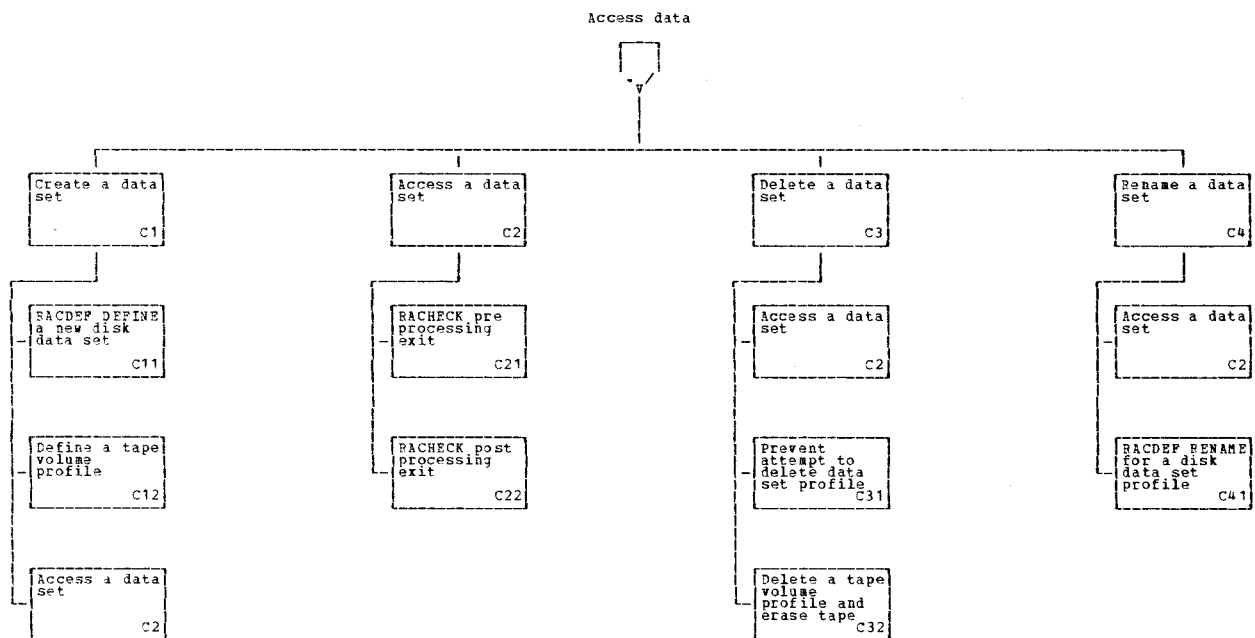 Access data
Create a data
set
C1
Access a data
set
C2
Delete a data
set
C3
Rename a data
set
C4
RACDEF DEFINE
a new disk
data set
C11
RACHECK pre
processing
exit
C21
Access a data
set
C2
Access a data
set
C2
Define a tape
volume
profile
C12
RACHECK post
processing
exit
C22
Prevent
attempt to
delete data
set profile
C31
RACDEF RENAME
for a disk
data set
profile
C41
Access a data
set
C2
Delete a tape
volume
profile and
erase tape
C32